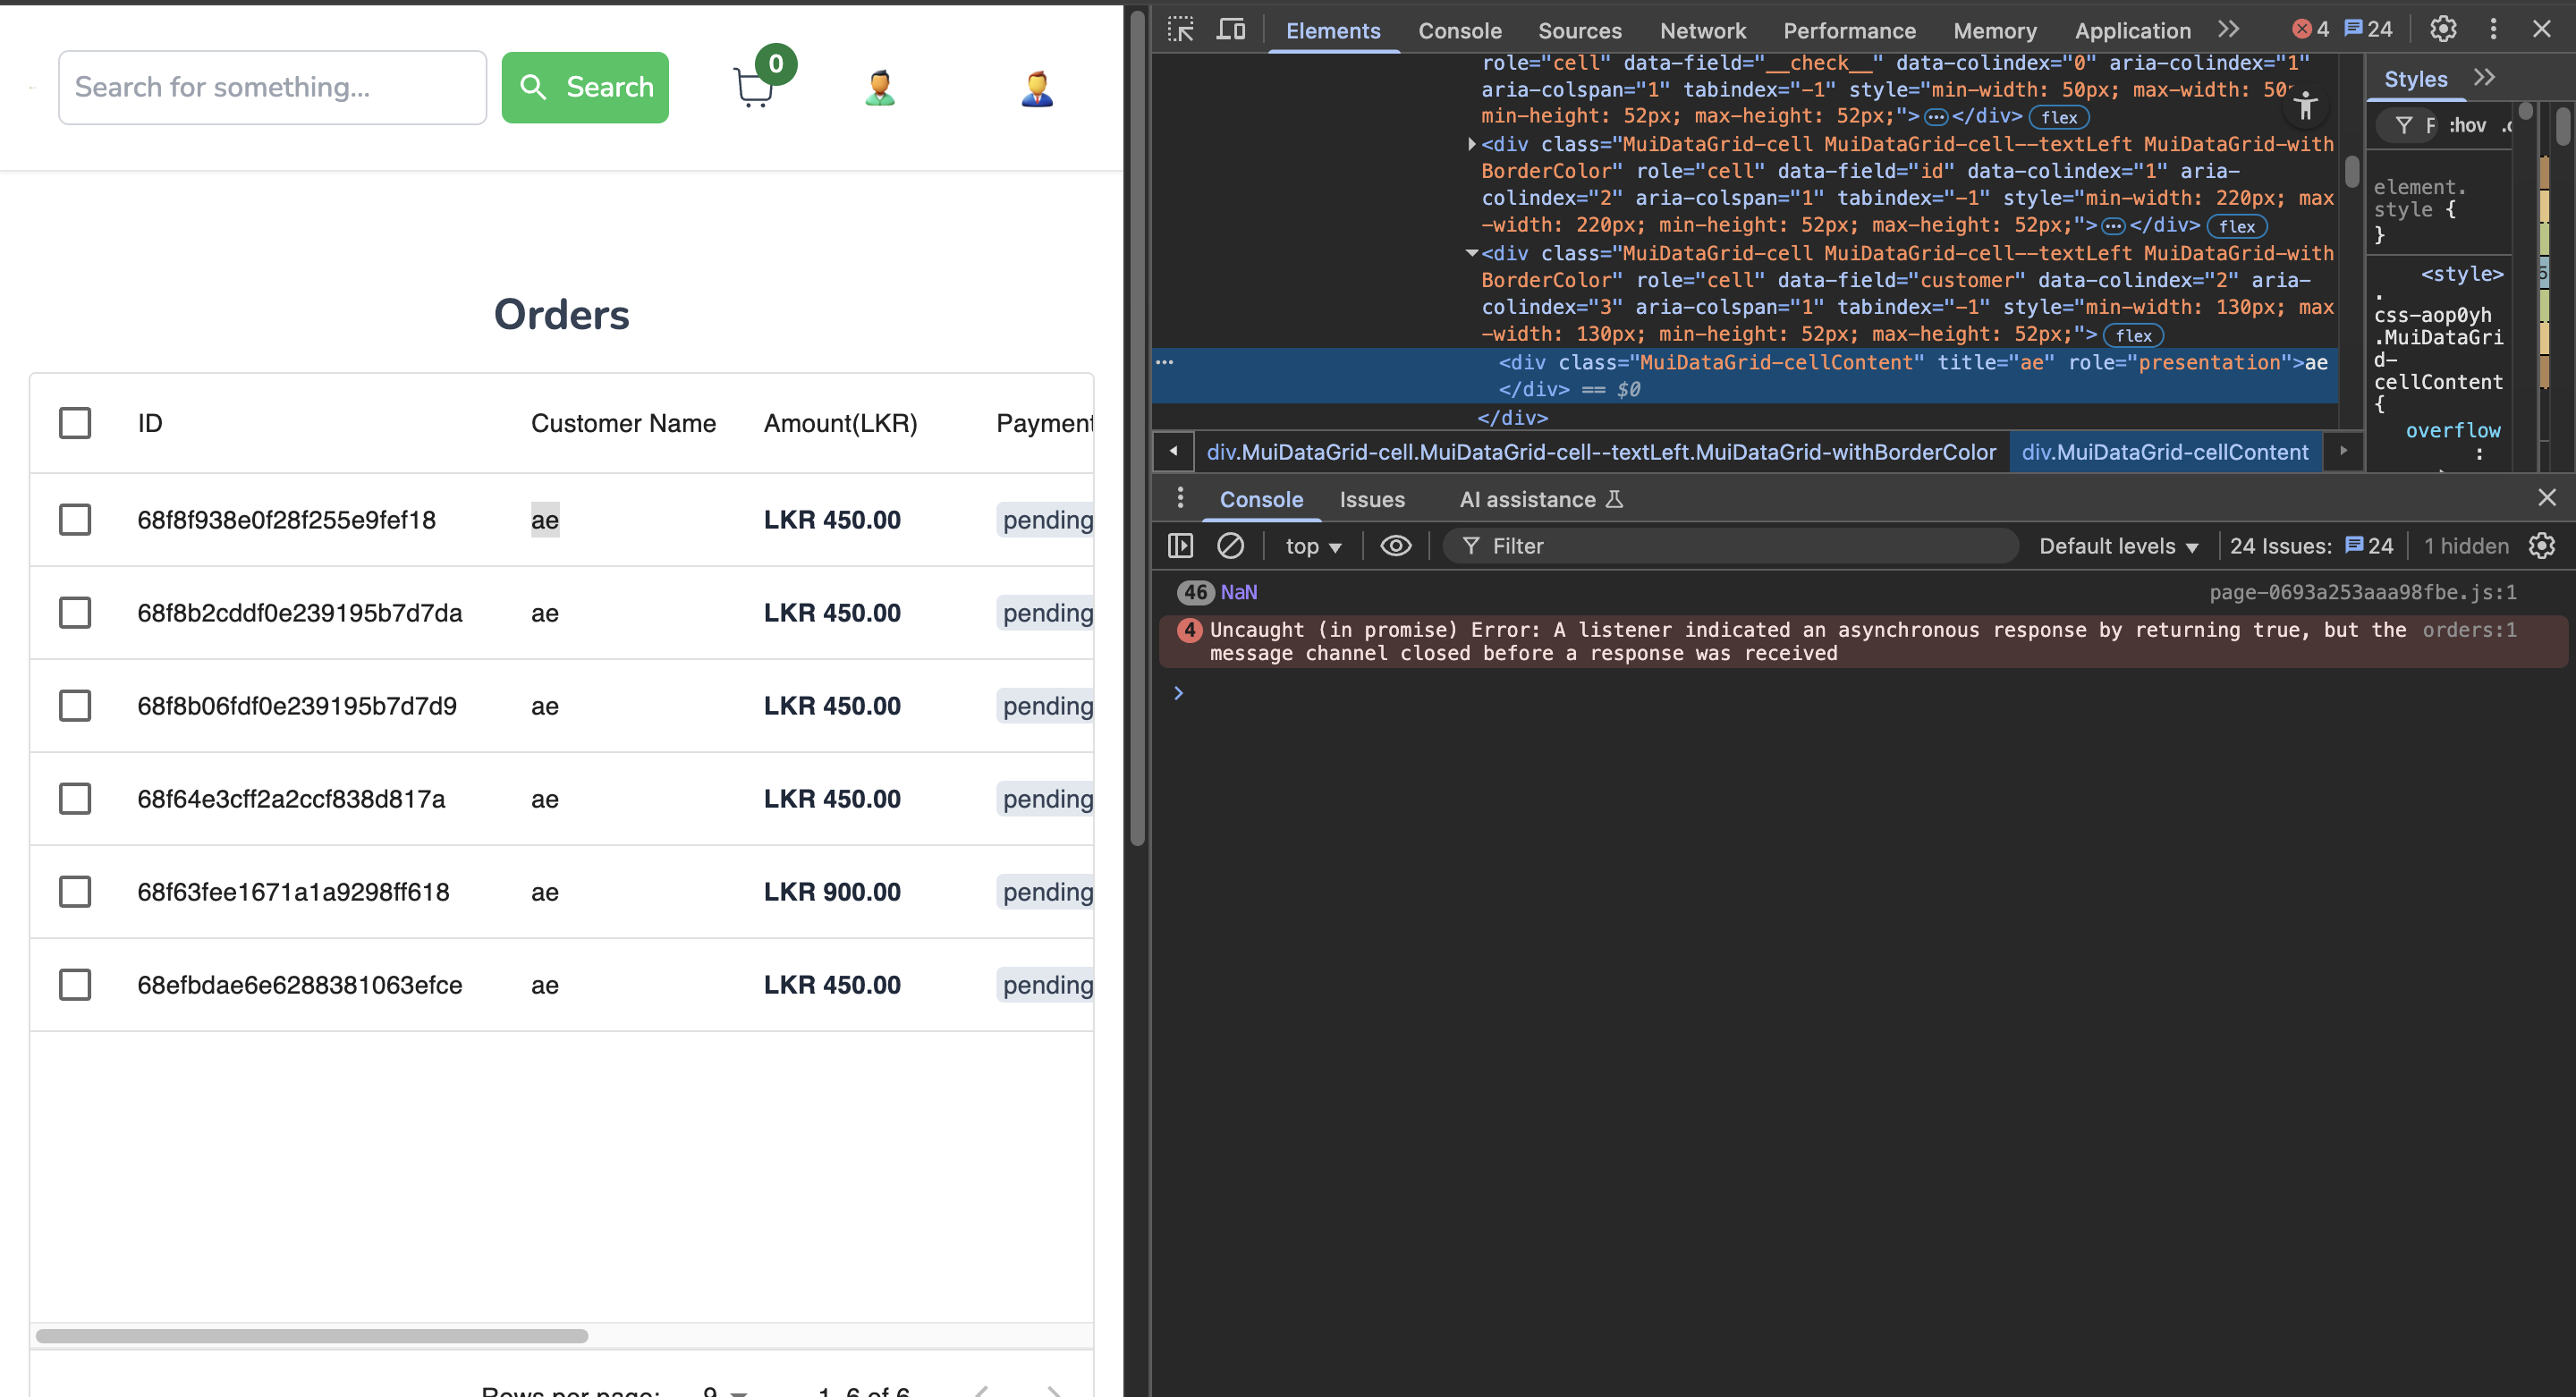 Search for something...
Search
0
Orders
ID Customer Name Amount(LKR) Payment
68f8f938e0f28f255e9fef18 ae LKR 450.00 pending
68f8b2cddf0e239195b7d7da ae LKR 450.00 pending
68f8b06fdf0e239195b7d7d9 ae LKR 450.00 pending
68f64e3cff2a2ccf838d817a ae LKR 450.00 pending
68f63fee1671a1a9298ff618 ae LKR 900.00 pending
68efbdae6e6288381063efce ae LKR 450.00 pending
Rows per page: 9 1–6 of 6
Elements Console Sources Network Performance Memory Application 4 24
role="cell" data-field="__check__" data-colindex="0" aria-colindex="1"
aria-colspan="1" tabindex="-1" style="min-width: 50px; max-width: 50
min-height: 52px; max-height: 52px;">…</div> flex
<div class="MuiDataGrid-cell MuiDataGrid-cell--textLeft MuiDataGrid-with
BorderColor" role="cell" data-field="id" data-colindex="1" aria-
colindex="2" aria-colspan="1" tabindex="-1" style="min-width: 220px; max
-width: 220px; min-height: 52px; max-height: 52px;">…</div> flex
<div class="MuiDataGrid-cell MuiDataGrid-cell--textLeft MuiDataGrid-with
BorderColor" role="cell" data-field="customer" data-colindex="2" aria-
colindex="3" aria-colspan="1" tabindex="-1" style="min-width: 130px; max
-width: 130px; min-height: 52px; max-height: 52px;"> flex
<div class="MuiDataGrid-cellContent" title="ae" role="presentation">ae
</div> == $0
</div>
div.MuiDataGrid-cell.MuiDataGrid-cell--textLeft.MuiDataGrid-withBorderColor div.MuiDataGrid-cellContent
Styles
F :hov .c
element.
style {
}
<style>
.
css-aop0yh
.MuiDataGri
d-
cellContent
{
overflow
:
5
Console Issues AI assistance
top Filter Default levels 24 Issues: 24 1 hidden
46 NaN page-0693a253aaa98fbe.js:1
4 Uncaught (in promise) Error: A listener indicated an asynchronous response by returning true, but the orders:1
message channel closed before a response was received